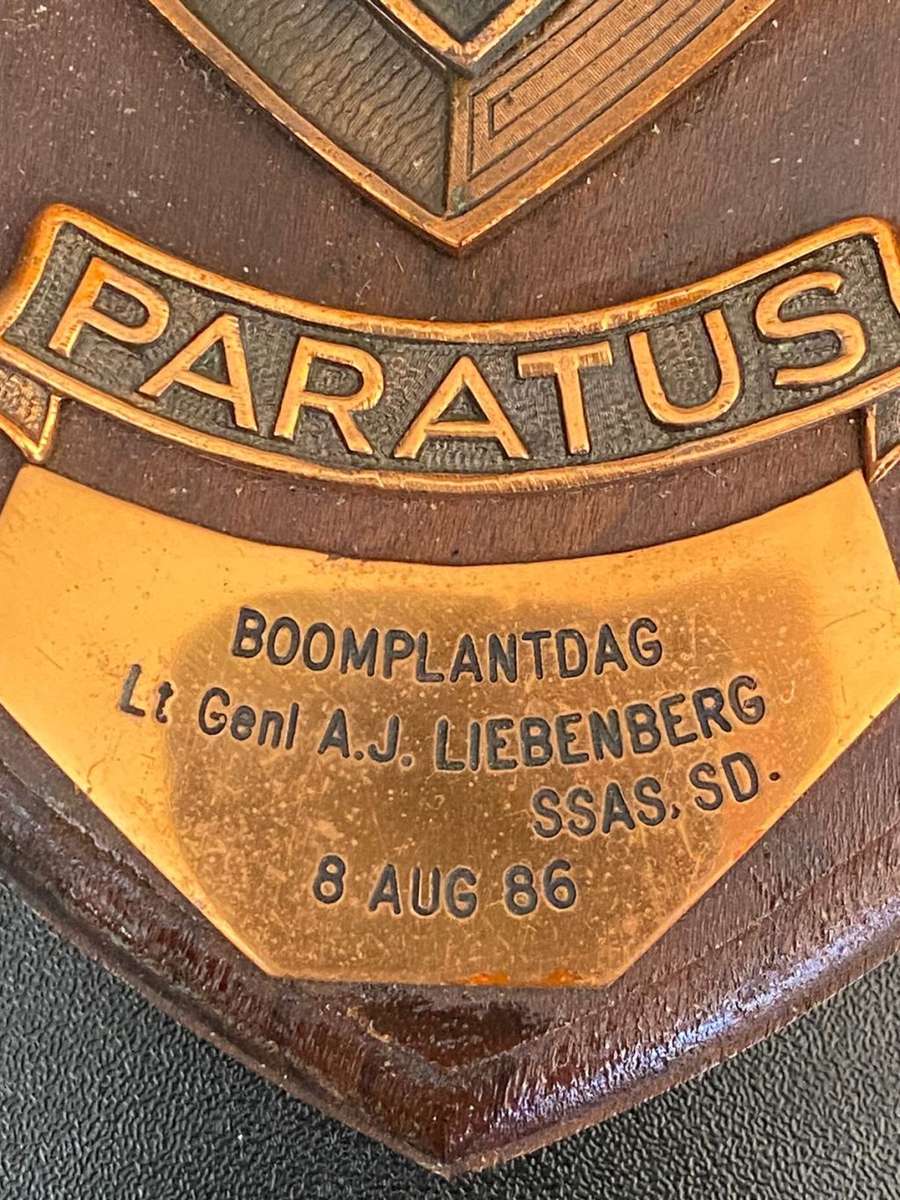 PARATUS
BOOMPLANTDAG
Lt Genl A.J. LIEBENBERG
SSAS, SD.
8 AUG 86